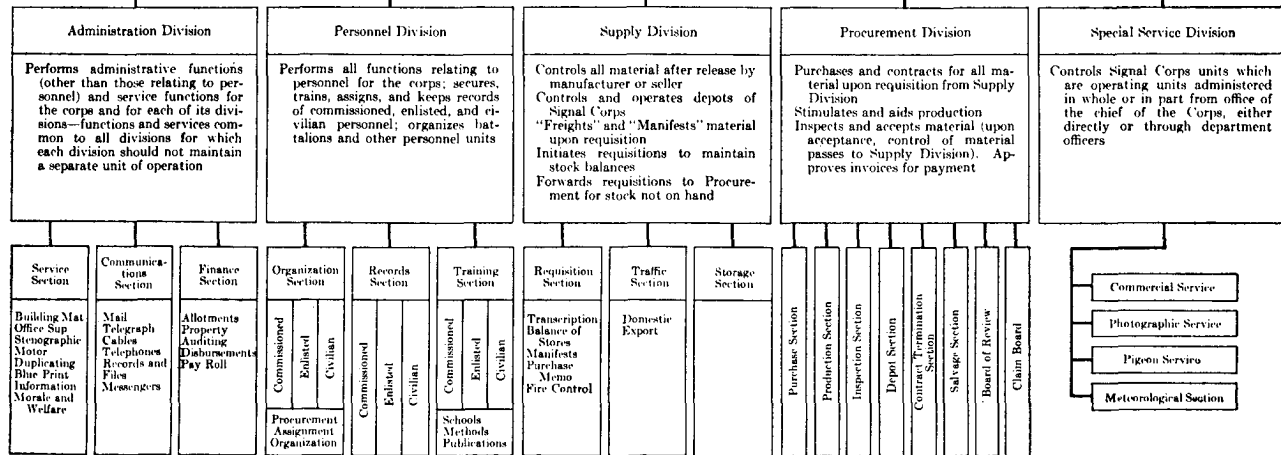 Administration Division
Performs administrative functions
(other than those relating to per-
sonnel) and service functions for
the corps and for each of its divi-
sions—functions and services com-
mon to all divisions for which
each division should not maintain
a separate unit of operation
Personnel Division
Performs all functions relating to
personnel for the corps; secures,
trains, assigns, and keeps records
of commissioned, enlisted, and ci-
vilian personnel; organizes bat-
talions and other personnel units
Supply Division
Controls all material after release by
manufacturer or seller
Controls and operates depots of
Signal Corps
"Freights" and "Manifests" material
upon requisition
Initiates requisitions to maintain
stock balances
Forwards requisitions to Procure-
ment for stock not on hand
Procurement Division
Purchases and contracts for all ma-
terial upon requisition from Supply
Division
Stimulates and aids production
Inspects and accepts material (upon
acceptance, control of material
passes to Supply Division). Ap-
proves invoices for payment
Special Service Division
Controls Signal Corps units which
are operating units administered
in whole or in part from office of
the chief of the Corps, either
directly or through department
officers
Service
Section
Building Mat
Office Sup
Stenographic
Motor
Duplicating
Blue Print
Information
Morale and
Welfare
Communica-
tions
Section
Mail
Telegraph
Cables
Telephones
Records and
Files
Messengers
Finance
Section
Allotments
Property
Auditing
Disbursements
Pay Roll
Organization
Section
Commissioned
Enlisted
Civilian
Procurement
Assignment
Organization
Records
Section
Commissioned
Enlisted
Civilian
Training
Section
Commissioned
Enlisted
Civilian
Schools
Methods
Publications
Requisition
Section
Transcription
Balance of
Stores
Manifests
Purchase
Memo
Fire Control
Traffic
Section
Domestic
Export
Storage
Section
Purchase Section
Production Section
Inspection Section
Depot Section
Contract Termination
Section
Salvage Section
Board of Review
Claim Board
Commercial Service
Photographic Service
Pigeon Service
Meteorological Section